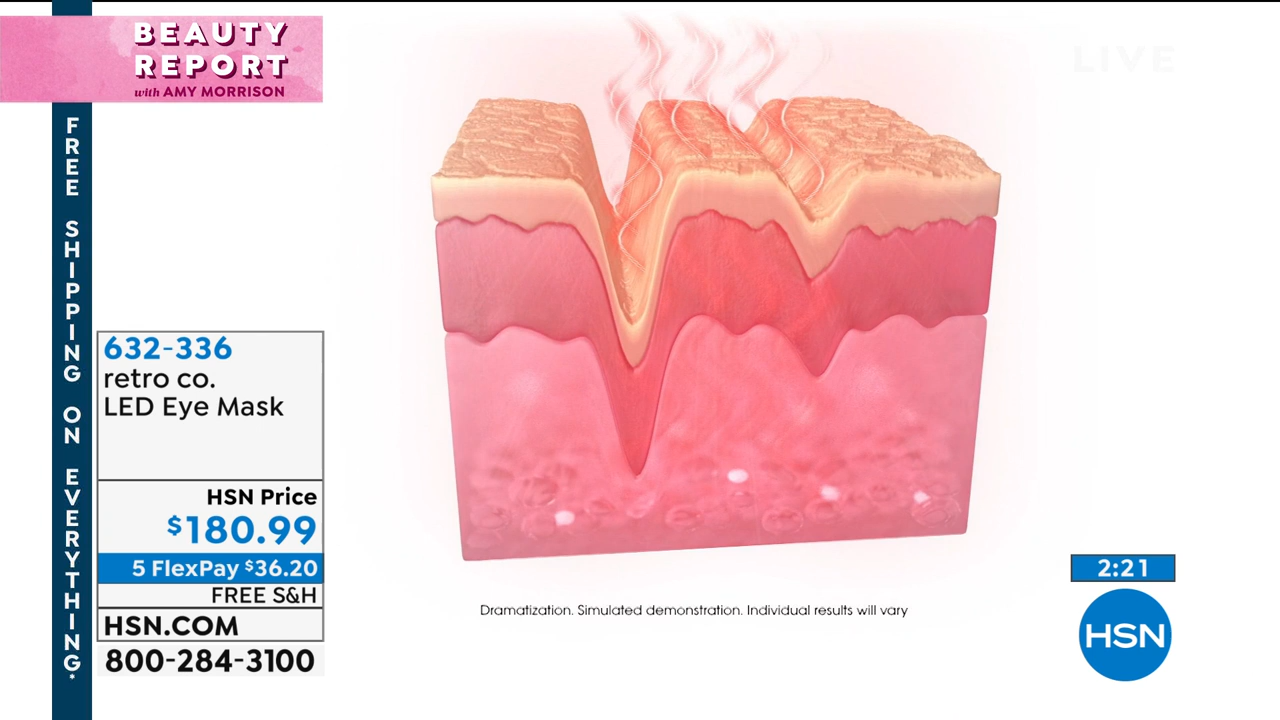 BEAUTY
REPORT
with AMY MORRISON
LIVE
FREE SHIPPING ON EVERYTHING*
632-336
retro co.
LED Eye Mask
HSN Price
$180.99
5 FlexPay $36.20
FREE S&H
HSN.COM
800-284-3100
Dramatization. Simulated demonstration. Individual results will vary
2:21
HSN